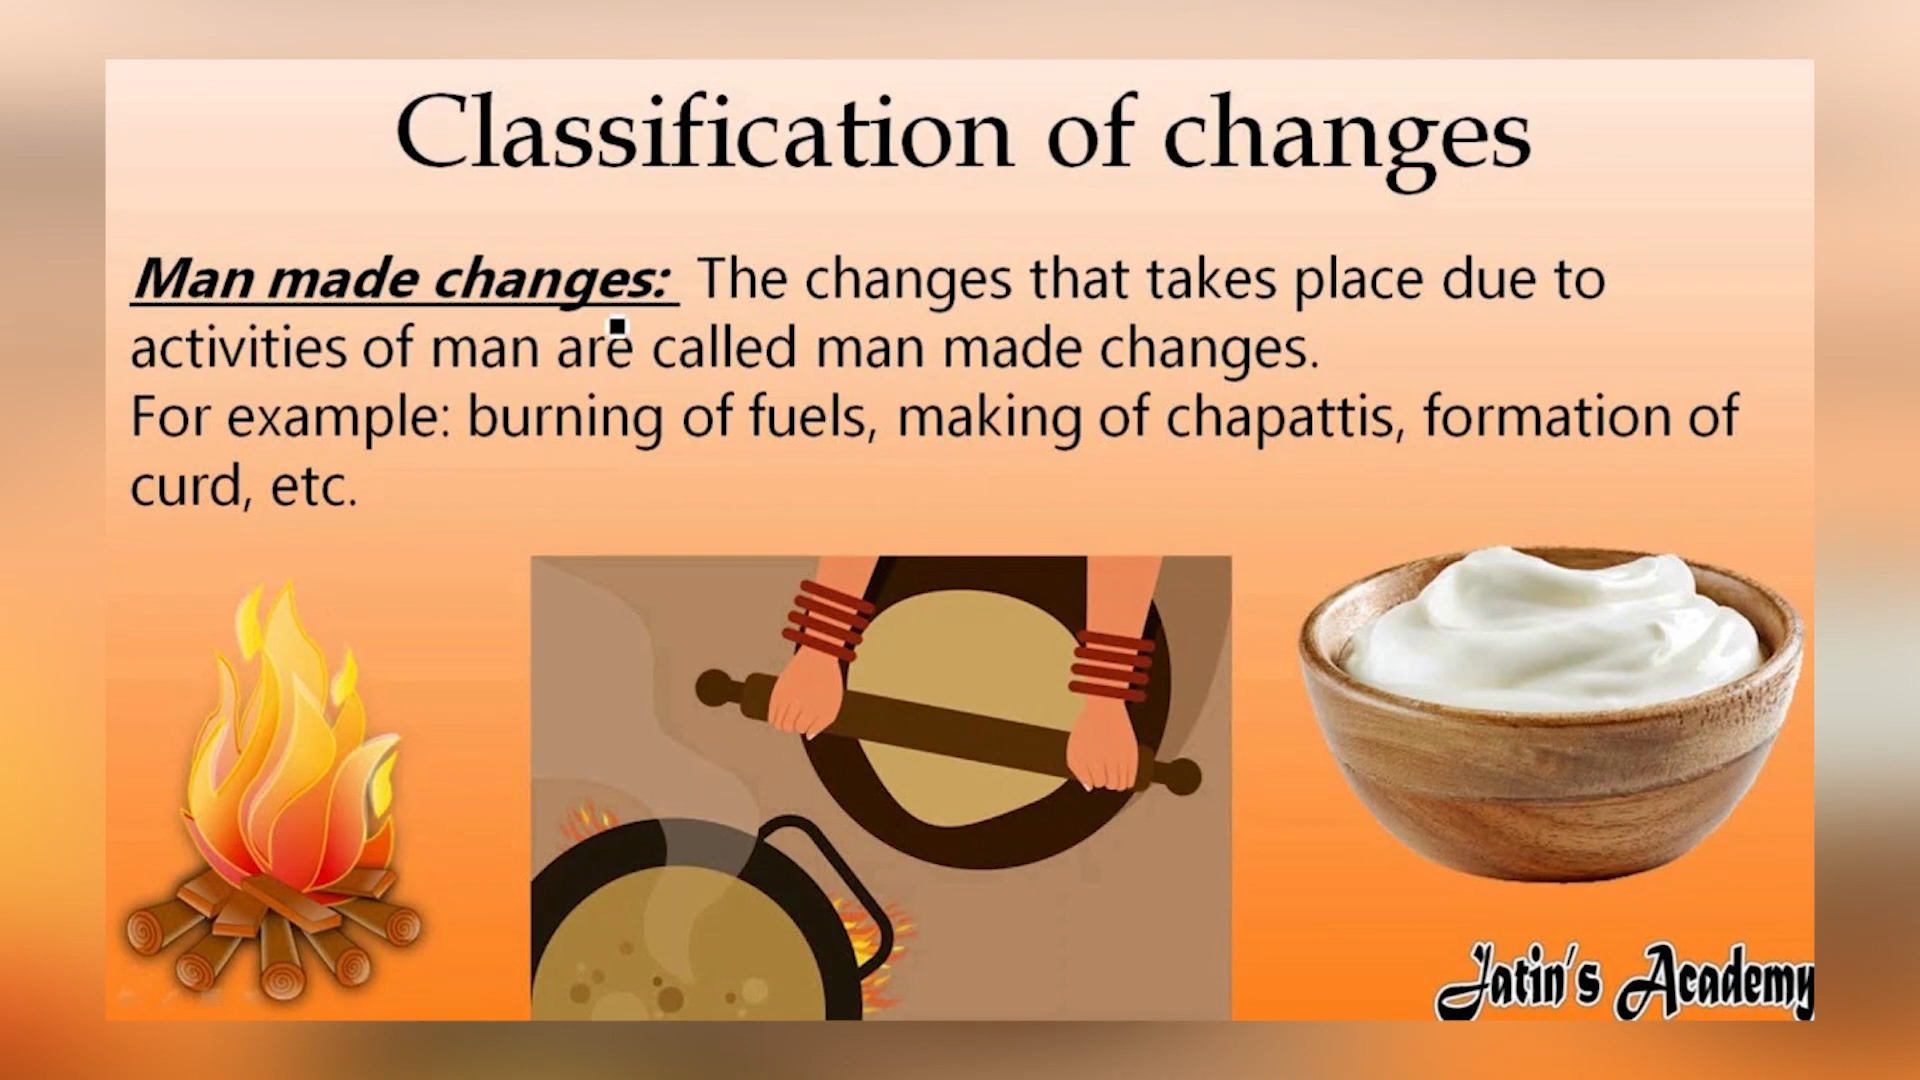 Classification of changes
Man made changes: The changes that takes place due to
activities of man are called man made changes.
For example: burning of fuels, making of chapattis, formation of
curd, etc.
Jatin's Academy